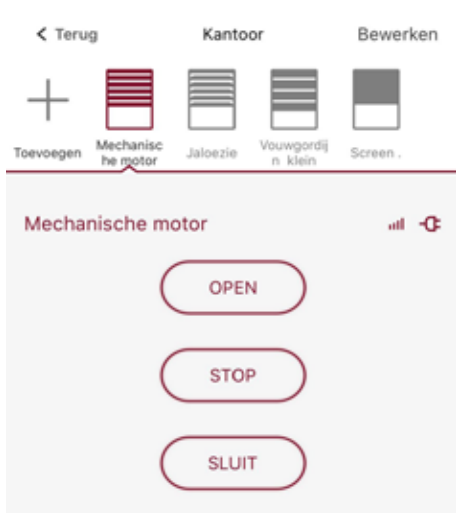 Terug Kantoor Bewerken
Toevoegen Mechanisc he motor Jaloezie Vouwgordij n klein Screen .
Mechanische motor
OPEN
STOP
SLUIT